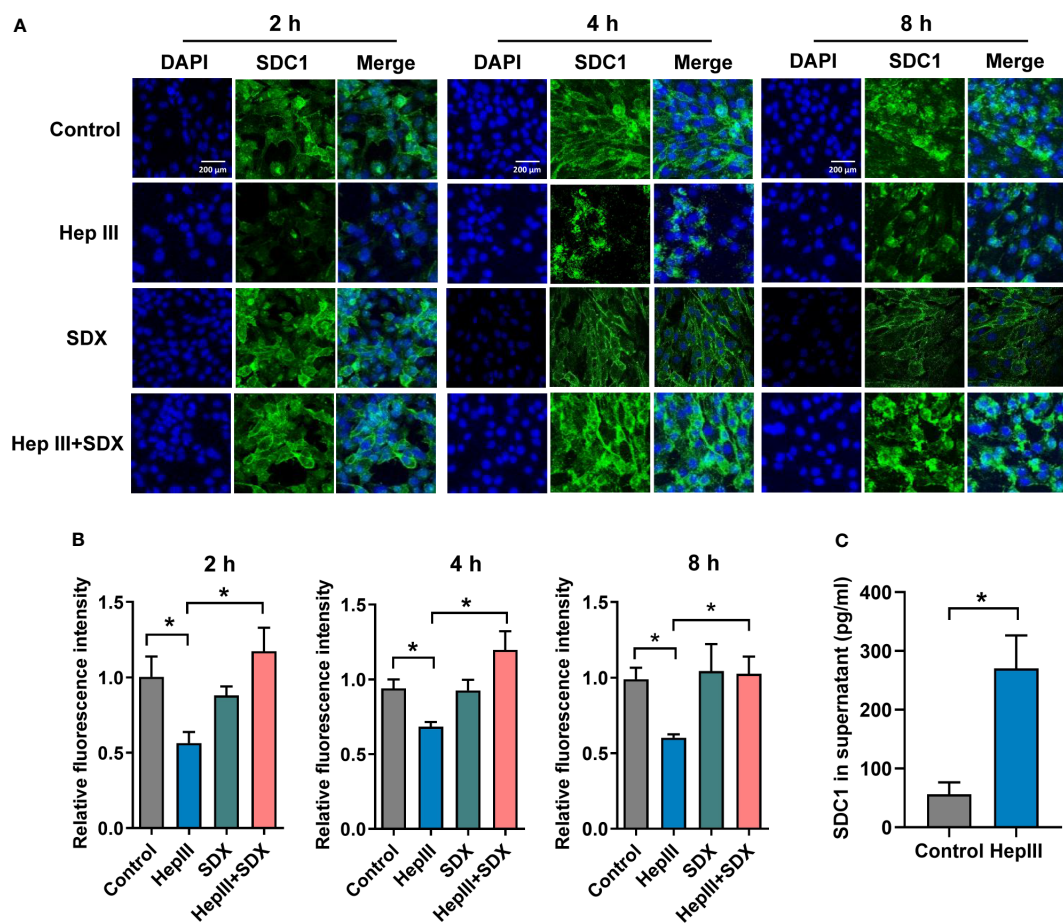 A
2 h
4 h
8 h
DAPI SDC1 Merge
DAPI SDC1 Merge
DAPI SDC1 Merge
Control
200 μm
200 μm
200 μm
Hep III
SDX
Hep III+SDX
B
2 h
Relative fluorescence intensity
1.5
1.0
0.5
0.0
*
*
Control
HepIII
SDX
HepIII+SDX
4 h
Relative fluorescence intensity
1.5
1.0
0.5
0.0
*
*
Control
HepIII
SDX
HepIII+SDX
8 h
Relative fluorescence intensity
1.5
1.0
0.5
0.0
*
*
Control
HepIII
SDX
HepIII+SDX
C
SDC1 in supernatant (pg/ml)
400
300
200
100
0
*
Control HepIII